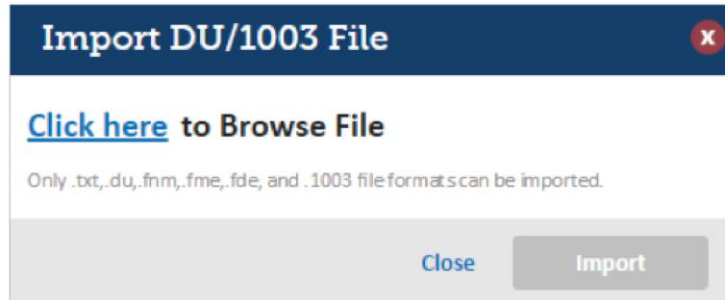 Import DU/1003 File
X
Click here to Browse File
Only .txt,.du,.fnm,.fme,.fde, and .1003 file formats can be imported.
Close Import